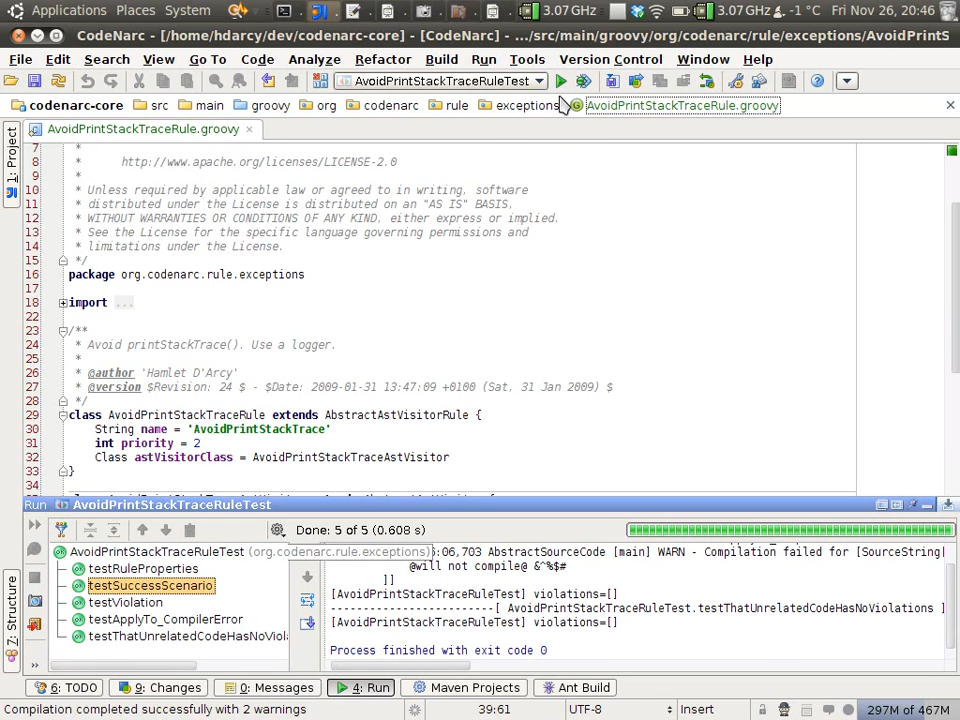 Applications Places System 3.07 GHz 3.07 GHz -1 °C Fri Nov 26, 20:46
CodeNarc - [/home/hdarcy/dev/codenarc-core] - [CodeNarc] - .../src/main/groovy/org/codenarc/rule/exceptions/AvoidPrintS
File Edit Search View Go To Code Analyze Refactor Build Run Tools Version Control Window Help
AvoidPrintStackTraceRuleTest
codenarc-core src main groovy org codenarc rule exceptions AvoidPrintStackTraceRule.groovy
1: Project
AvoidPrintStackTraceRule.groovy
7 *
8 * http://www.apache.org/licenses/LICENSE-2.0
9 *
10 * Unless required by applicable law or agreed to in writing, software
11 * distributed under the License is distributed on an "AS IS" BASIS,
12 * WITHOUT WARRANTIES OR CONDITIONS OF ANY KIND, either express or implied.
13 * See the License for the specific language governing permissions and
14 * limitations under the License.
15 */
16 package org.codenarc.rule.exceptions
17
18 import ...
22
23 /**
24 * Avoid printStackTrace(). Use a logger.
25 *
26 * @author 'Hamlet D'Arcy'
27 * @version $Revision: 24 $ - $Date: 2009-01-31 13:47:09 +0100 (Sat, 31 Jan 2009) $
28 */
29 class AvoidPrintStackTraceRule extends AbstractAstVisitorRule {
30 String name = 'AvoidPrintStackTrace'
31 int priority = 2
32 Class astVisitorClass = AvoidPrintStackTraceAstVisitor
33 }
34
Run AvoidPrintStackTraceRuleTest
Done: 5 of 5 (0.608 s)
AvoidPrintStackTraceRuleTest (org.codenarc.rule.exceptions)
testRuleProperties
testSuccessScenario
testViolation
testApplyTo_CompilerError
testThatUnrelatedCodeHasNoViol
5:06,703 AbstractSourceCode [main] WARN - Compilation failed for [SourceString[
@will not compile@ &^%$#
]]
[AvoidPrintStackTraceRuleTest] violations=[]
-------------------------[ AvoidPrintStackTraceRuleTest.testThatUnrelatedCodeHasNoViolations ]
[AvoidPrintStackTraceRuleTest] violations=[]
Process finished with exit code 0
7: Structure
6: TODO 9: Changes 0: Messages 4: Run Maven Projects Ant Build
Compilation completed successfully with 2 warnings 39:61 UTF-8 Insert 297M of 467M